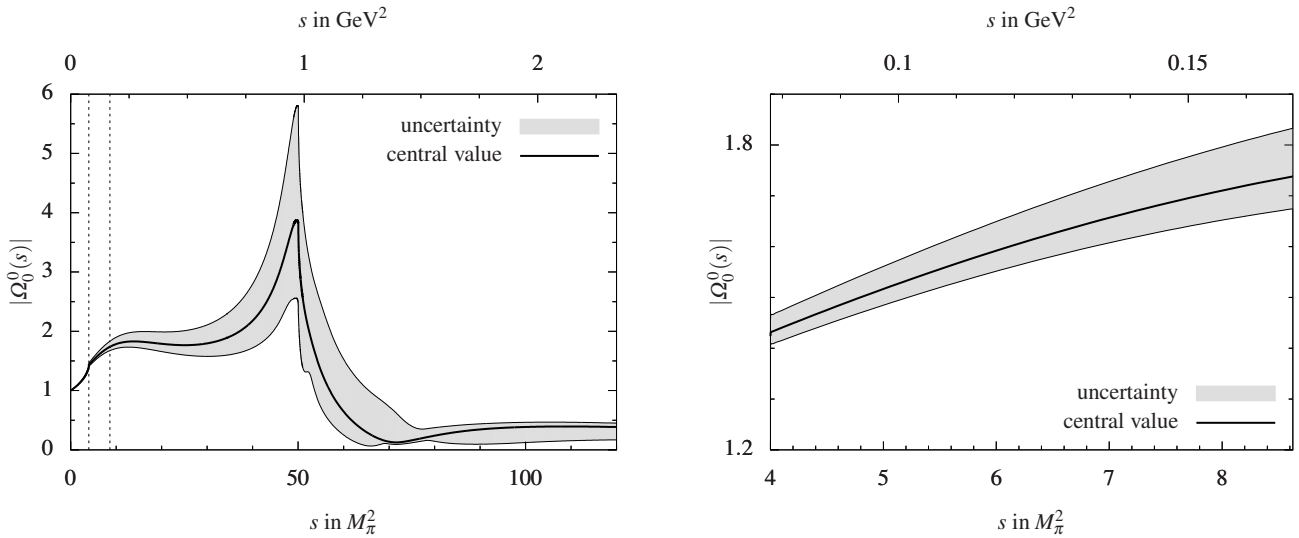 s in GeV²
0 1 2
6
5
4
3
2
1
0
|Ω₀⁰(s)|
uncertainty
central value
0 50 100
s in M_π²
s in GeV²
0.1 0.15
1.8
1.2
|Ω₀⁰(s)|
uncertainty
central value
4 5 6 7 8
s in M_π²